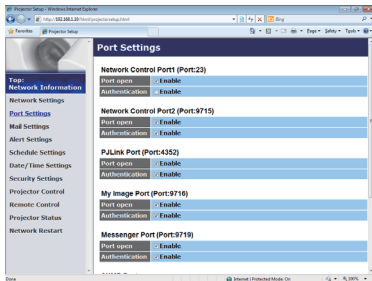 Projector Setup - Windows Internet Explorer
http://192.168.1.10/html/projectorsetup.html
Bing
Favorites
Projector Setup
Page
Safety
Tools
Port Settings
Top:
Network Information
Network Settings
Port Settings
Mail Settings
Alert Settings
Schedule Settings
Date/Time Settings
Security Settings
Projector Control
Remote Control
Projector Status
Network Restart
Network Control Port1 (Port:23)
Port open Enable
Authentication Enable
Network Control Port2 (Port:9715)
Port open Enable
Authentication Enable
PJLink Port (Port:4352)
Port open Enable
Authentication Enable
My Image Port (Port:9716)
Port open Enable
Authentication Enable
Messenger Port (Port:9719)
Port open Enable
Authentication Enable
Done
Internet | Protected Mode: On
100%